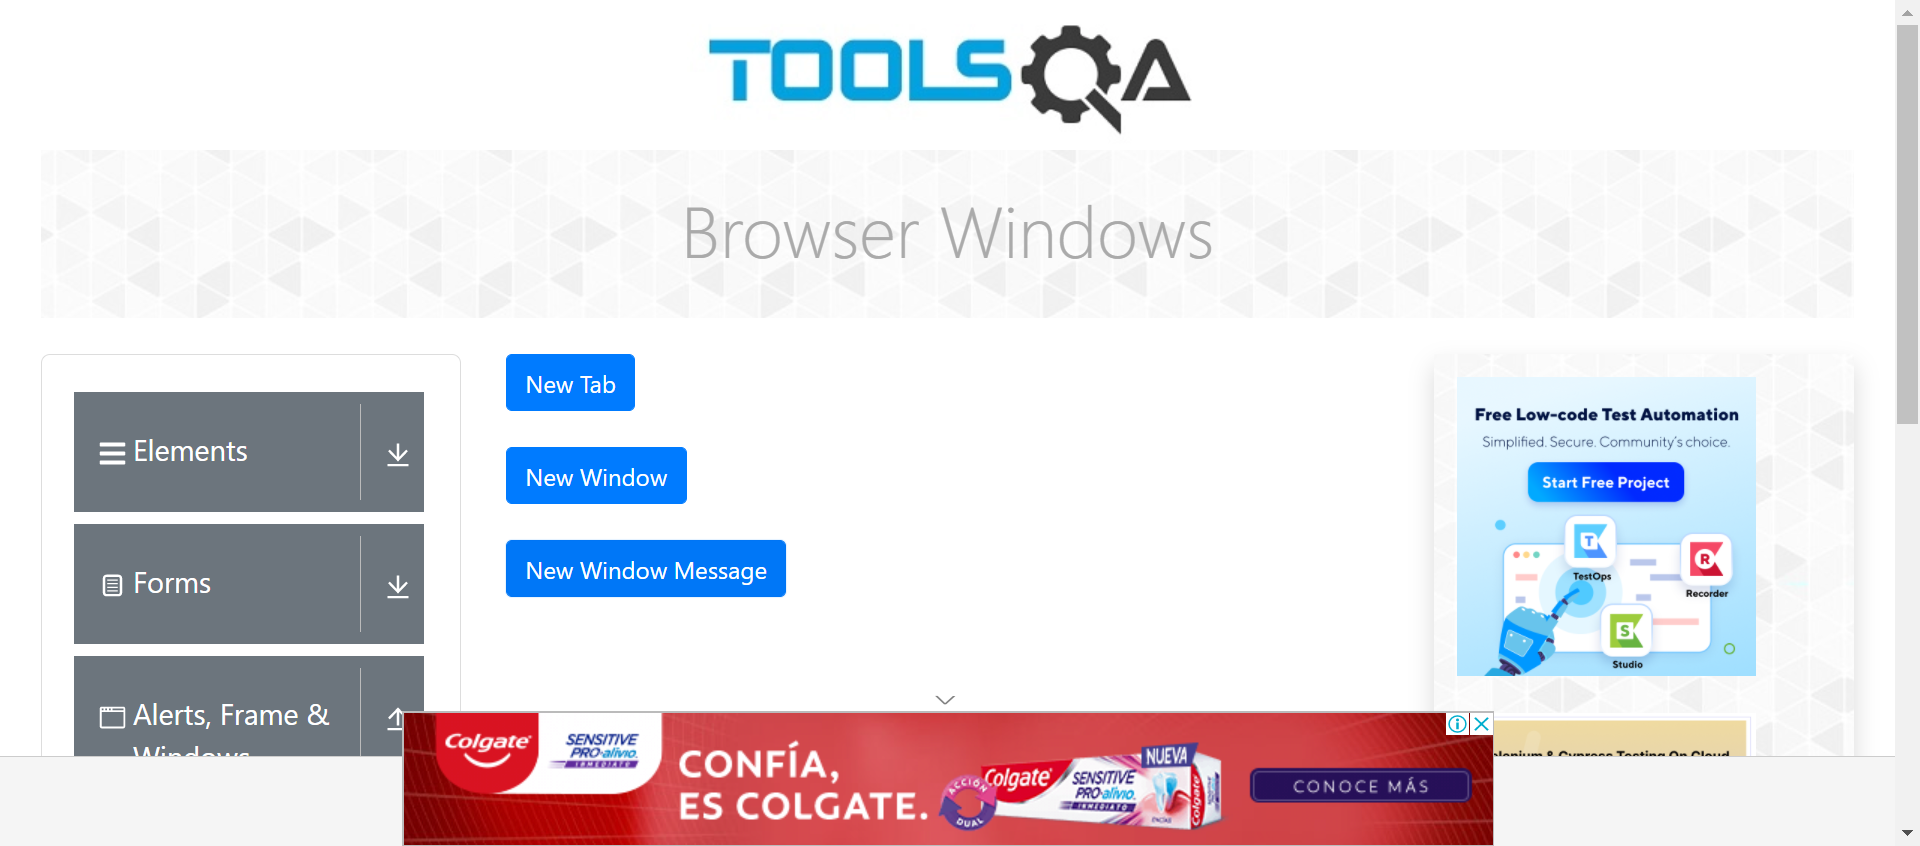 TOOLSQA
Browser Windows
Elements
Forms
Alerts, Frame &
Windows
New Tab
New Window
New Window Message
Free Low-code Test Automation
Simplified. Secure. Community's choice.
Start Free Project
TestOps
Recorder
Studio
& Cypress Testing On Cloud
Colgate
SENSITIVE
PRO-alivio
INMEDIATO
CONFÍA,
ES COLGATE.
ACCIÓN
DUAL
Colgate
SENSITIVE
PRO-alivio
INMEDIATO
NUEVA
ENCÍAS
Colgate
CONOCE MÁS